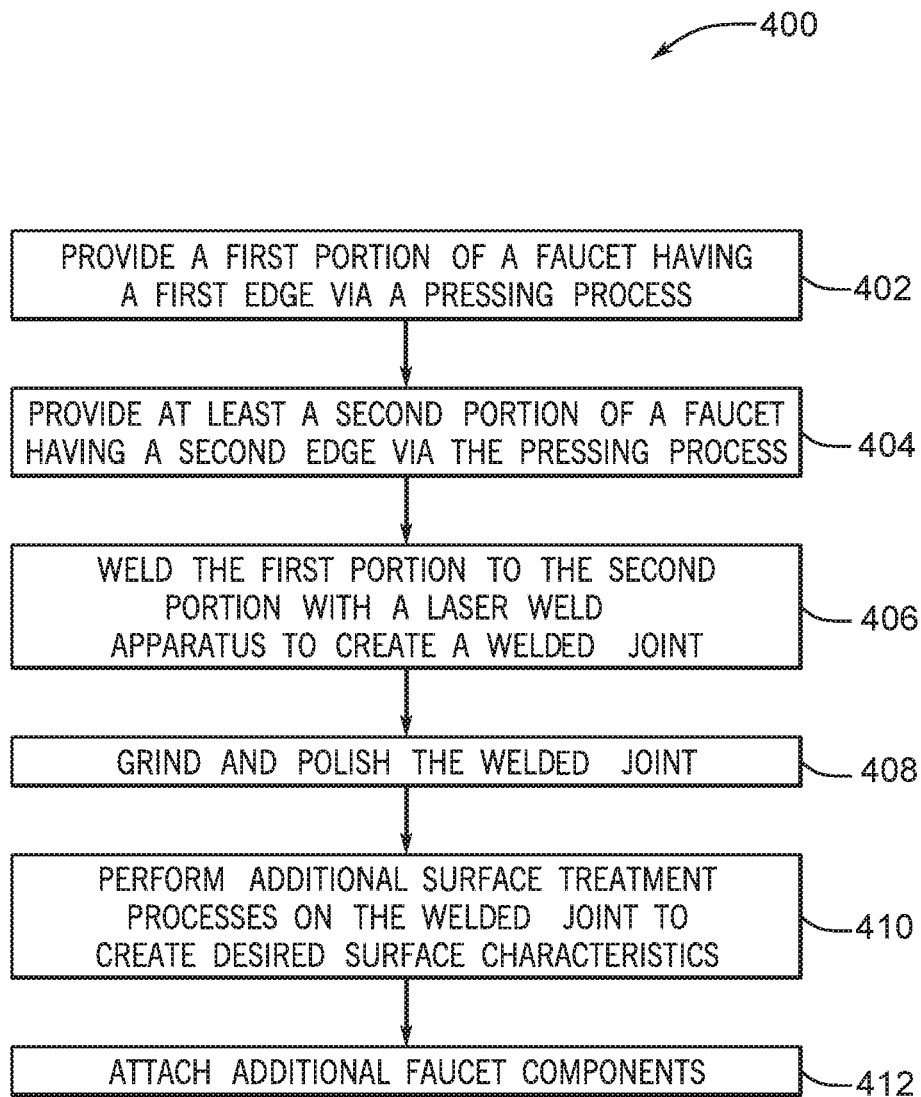 400
PROVIDE A FIRST PORTION OF A FAUCET HAVING
A FIRST EDGE VIA A PRESSING PROCESS
402
PROVIDE AT LEAST A SECOND PORTION OF A FAUCET
HAVING A SECOND EDGE VIA THE PRESSING PROCESS
404
WELD THE FIRST PORTION TO THE SECOND
PORTION WITH A LASER WELD
APPARATUS TO CREATE A WELDED JOINT
406
GRIND AND POLISH THE WELDED JOINT
408
PERFORM ADDITIONAL SURFACE TREATMENT
PROCESSES ON THE WELDED JOINT TO
CREATE DESIRED SURFACE CHARACTERISTICS
410
ATTACH ADDITIONAL FAUCET COMPONENTS
412